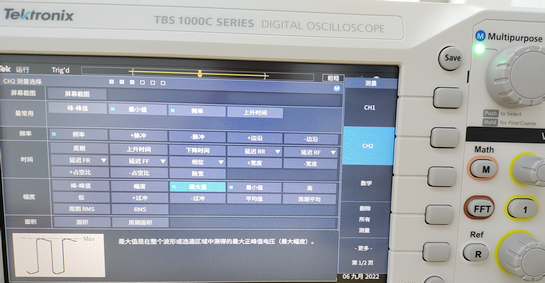 Tektronix
TBS 1000C SERIES DIGITAL OSCILLOSCOPE
Tek 运行 Trig'd
粗略
M Multipurpose
CH2 测量选择
测量
Save
屏幕截图 屏幕截图
最常用 峰-峰值 最小值 频率 上升时间
CH1
Push to Select
Hold for Fine/Coarse
频率 频率 +脉冲 -脉冲 +边沿 -边沿
CH2
时间 周期 上升时间 下降时间 延迟 RR 延迟 RF
延迟 FR 延迟 FF 相位 +宽度 -宽度
+占空比 -占空比 脉宽
Math
M
幅度 峰-峰值 幅度 最大值 最小值 高
数学
低 +过冲 -过冲 平均值 周期平均
周期 RMS RMS
删除
所有
测量
FFT
1
面积 面积 周期面积
Max
最大值是在整个波形或选通区域中测得的最大正峰值电压（最大幅度）。
- 更多 -
第 1/2 页
Ref
R
06 九月 2022